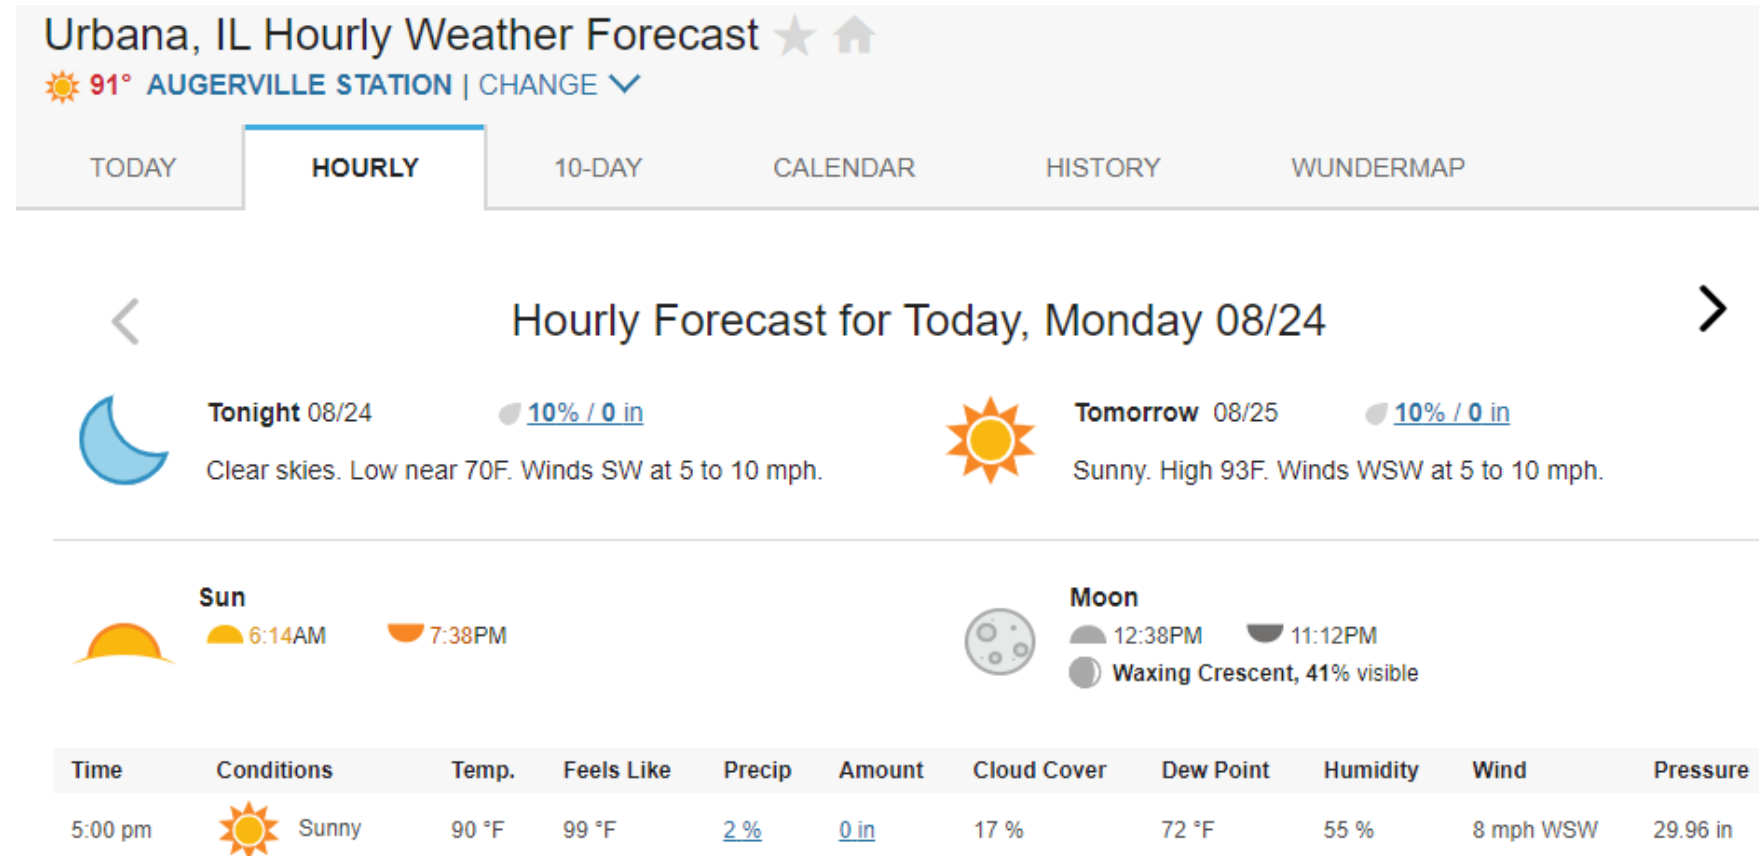 Urbana, IL Hourly Weather Forecast
91° AUGERVILLE STATION | CHANGE
TODAY HOURLY 10-DAY CALENDAR HISTORY WUNDERMAP
Hourly Forecast for Today, Monday 08/24
Tonight 08/24 10% / 0 in
Clear skies. Low near 70F. Winds SW at 5 to 10 mph.
Tomorrow 08/25 10% / 0 in
Sunny. High 93F. Winds WSW at 5 to 10 mph.
Sun
6:14AM 7:38PM
Moon
12:38PM 11:12PM
Waxing Crescent, 41% visible
Time Conditions Temp. Feels Like Precip Amount Cloud Cover Dew Point Humidity Wind Pressure
5:00 pm Sunny 90 °F 99 °F 2 % 0 in 17 % 72 °F 55 % 8 mph WSW 29.96 in